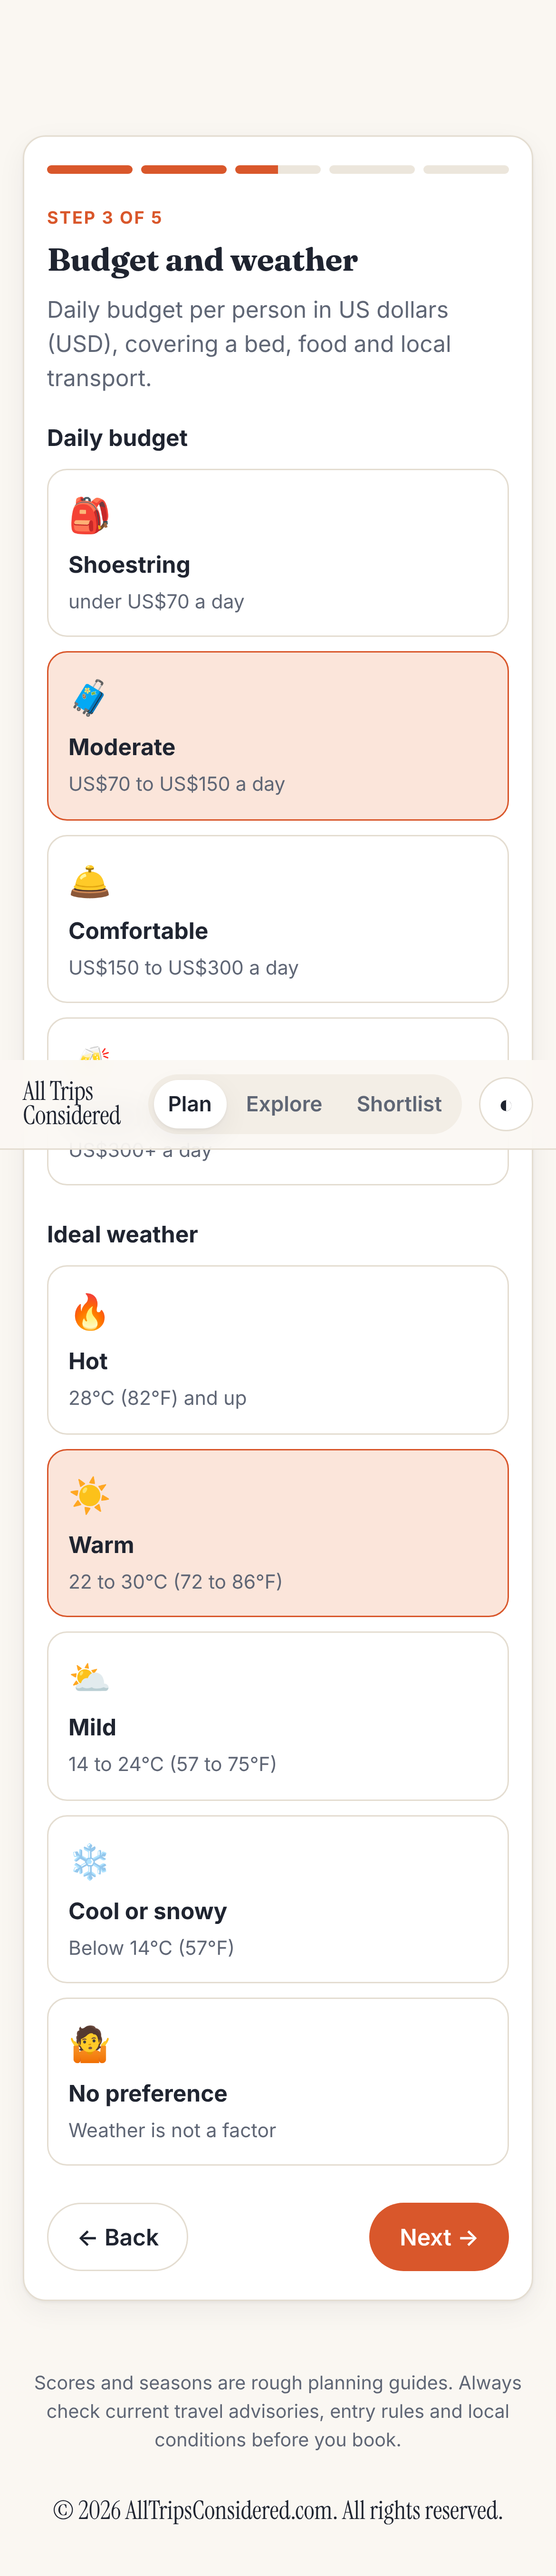 STEP 3 OF 5
Budget and weather
Daily budget per person in US dollars
(USD), covering a bed, food and local
transport.
Daily budget
Shoestring
under US$70 a day
Moderate
US$70 to US$150 a day
Comfortable
US$150 to US$300 a day
All Trips
Considered
Plan
Explore
Shortlist
US$300+ a day
Ideal weather
Hot
28°C (82°F) and up
Warm
22 to 30°C (72 to 86°F)
Mild
14 to 24°C (57 to 75°F)
Cool or snowy
Below 14°C (57°F)
No preference
Weather is not a factor
← Back
Next →
Scores and seasons are rough planning guides. Always
check current travel advisories, entry rules and local
conditions before you book.
© 2026 AllTripsConsidered.com. All rights reserved.